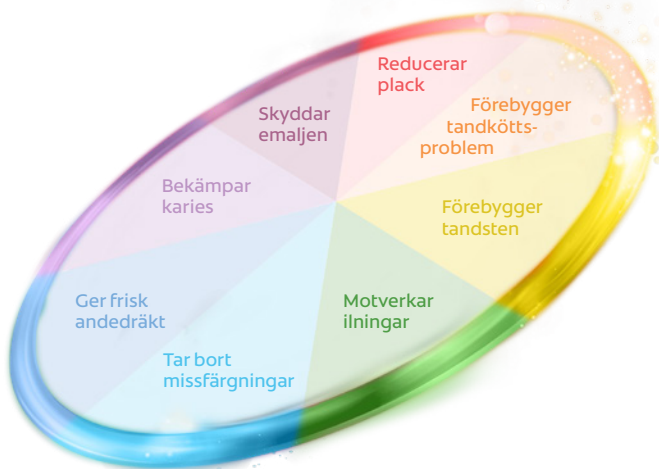 Reducerar
plack
Förebygger
tandkötts-
problem
Förebygger
tandsten
Motverkar
ilningar
Tar bort
missfärgningar
Ger frisk
andedräkt
Bekämpar
karies
Skyddar
emaljen